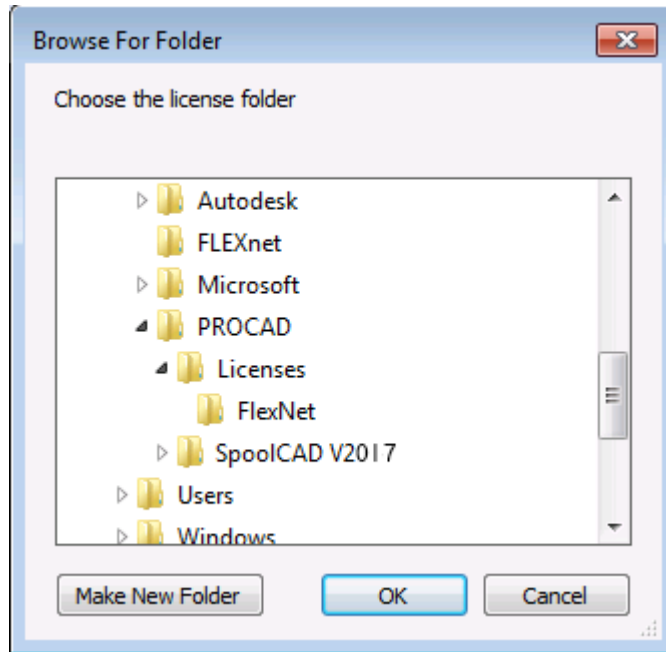 Browse For Folder
Choose the license folder
Autodesk
FLEXnet
Microsoft
PROCAD
Licenses
FlexNet
SpoolCAD V2017
Users
Windows
Make New Folder
OK
Cancel